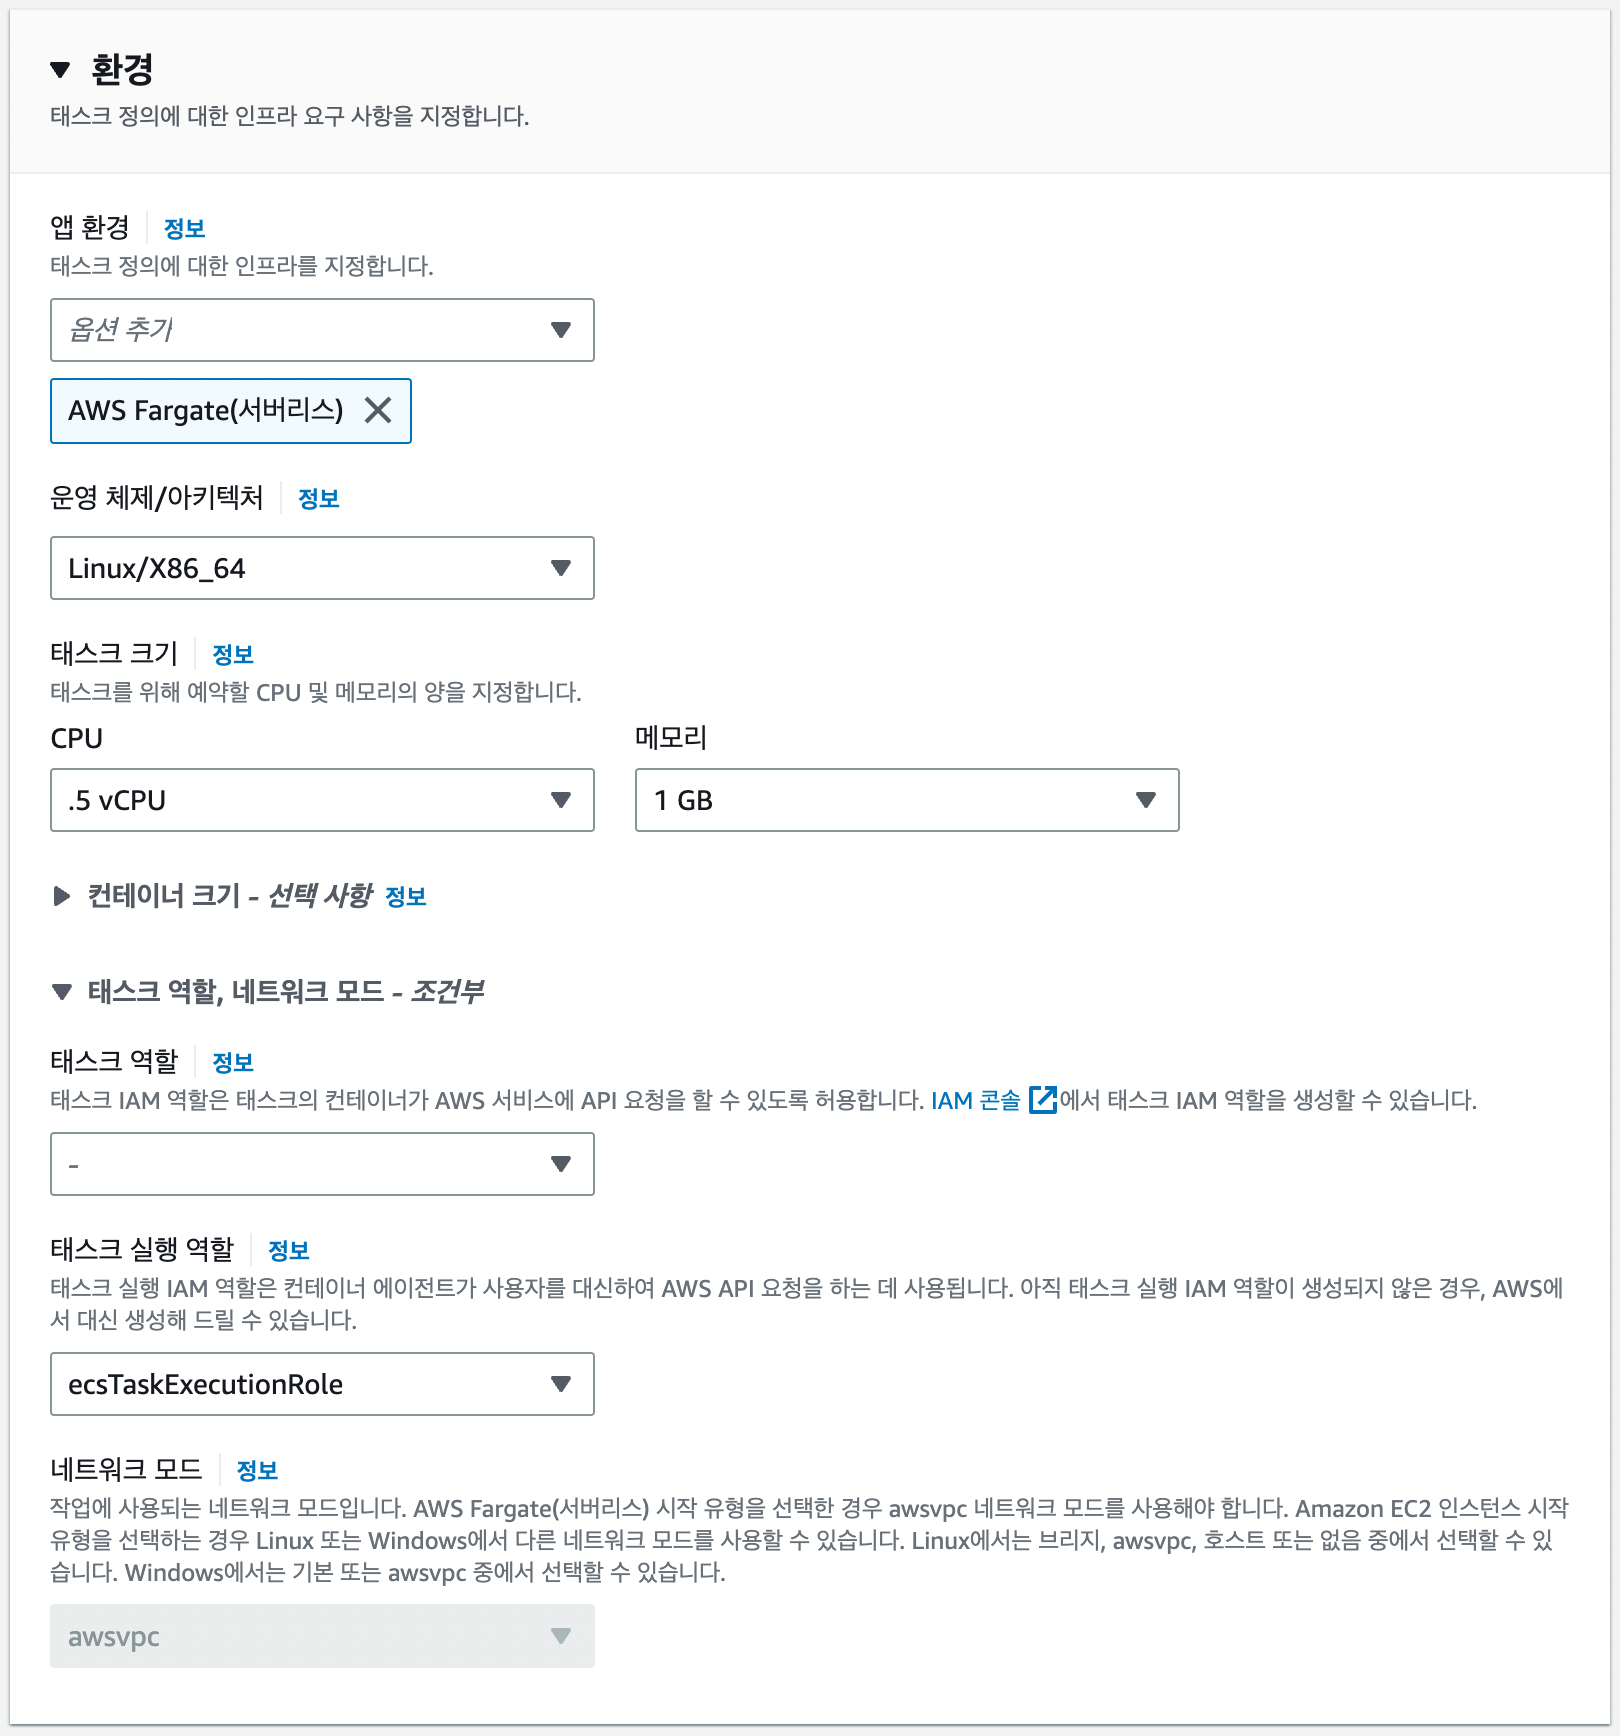 환경
태스크 정의에 대한 인프라 요구 사항을 지정합니다.
앱 환경 정보
태스크 정의에 대한 인프라를 지정합니다.
옵션 추가
AWS Fargate(서버리스)
운영 체제/아키텍처 정보
Linux/X86_64
태스크 크기 정보
태스크를 위해 예약할 CPU 및 메모리의 양을 지정합니다.
CPU 메모리
.5 vCPU 1 GB
컨테이너 크기 - 선택 사항 정보
태스크 역할, 네트워크 모드 - 조건부
태스크 역할 정보
태스크 IAM 역할은 태스크의 컨테이너가 AWS 서비스에 API 요청을 할 수 있도록 허용합니다. IAM 콘솔 에서 태스크 IAM 역할을 생성할 수 있습니다.
-
태스크 실행 역할 정보
태스크 실행 IAM 역할은 컨테이너 에이전트가 사용자를 대신하여 AWS API 요청을 하는 데 사용됩니다. 아직 태스크 실행 IAM 역할이 생성되지 않은 경우, AWS에
서 대신 생성해 드릴 수 있습니다.
ecsTaskExecutionRole
네트워크 모드 정보
작업에 사용되는 네트워크 모드입니다. AWS Fargate(서버리스) 시작 유형을 선택한 경우 awsvpc 네트워크 모드를 사용해야 합니다. Amazon EC2 인스턴스 시작
유형을 선택하는 경우 Linux 또는 Windows에서 다른 네트워크 모드를 사용할 수 있습니다. Linux에서는 브리지, awsvpc, 호스트 또는 없음 중에서 선택할 수 있
습니다. Windows에서는 기본 또는 awsvpc 중에서 선택할 수 있습니다.
awsvpc